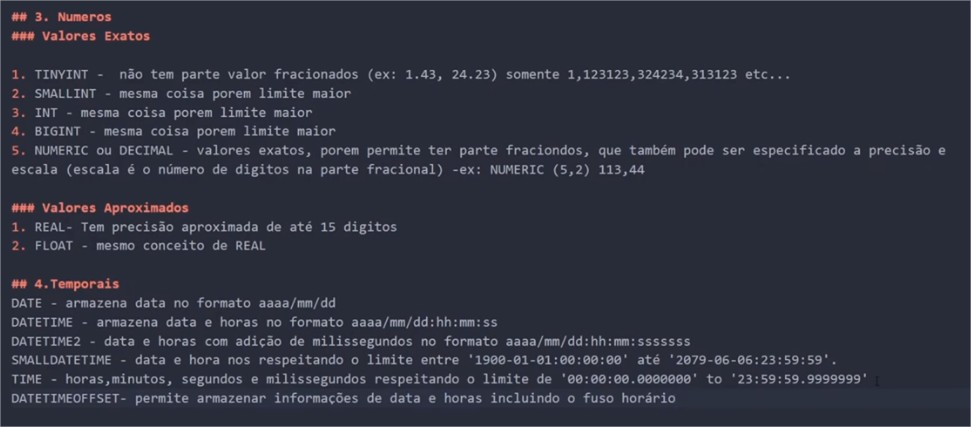 ## 3. Numeros
### Valores Exatos
1. TINYINT -  não tem parte valor fracionados (ex: 1.43, 24.23) somente 1,123123,324234,313123 etc...
2. SMALLINT - mesma coisa porem limite maior
3. INT - mesma coisa porem limite maior
4. BIGINT - mesma coisa porem limite maior
5. NUMERIC ou DECIMAL - valores exatos, porem permite ter parte fraciondos, que também pode ser especificado a precisão e
escala (escala é o número de digitos na parte fracional) -ex: NUMERIC (5,2) 113,44
### Valores Aproximados
1. REAL- Tem precisão aproximada de até 15 digitos
2. FLOAT - mesmo conceito de REAL
## 4.Temporais
DATE - armazena data no formato aaaa/mm/dd
DATETIME - armazena data e horas no formato aaaa/mm/dd:hh:mm:ss
DATETIME2 - data e horas com adição de milissegundos no formato aaaa/mm/dd:hh:mm:sssssss
SMALLDATETIME - data e hora nos respeitando o limite entre '1900-01-01:00:00:00' até '2079-06-06:23:59:59'.
TIME - horas,minutos, segundos e milissegundos respeitando o limite de '00:00:00.0000000' to '23:59:59.9999999'
DATETIMEOFFSET- permite armazenar informações de data e horas incluindo o fuso horário